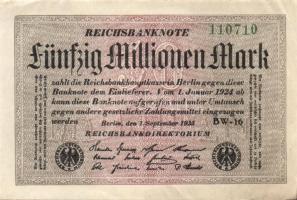 REICHSBANKNOTE
110710
Fünfzig Millionen Mark
zahlt die Reichsbankhauptkasse in Berlin gegen diese
Banknote dem Einlieferer. Vom 1. Januar 1924 ab
kann diese Banknote aufgerufen und unter Umtausch
gegen andere gesetzliche Zahlungsmittel eingezogen
werden
BW-16
Berlin, den 1. September 1923
REICHSBANKDIREKTORIUM